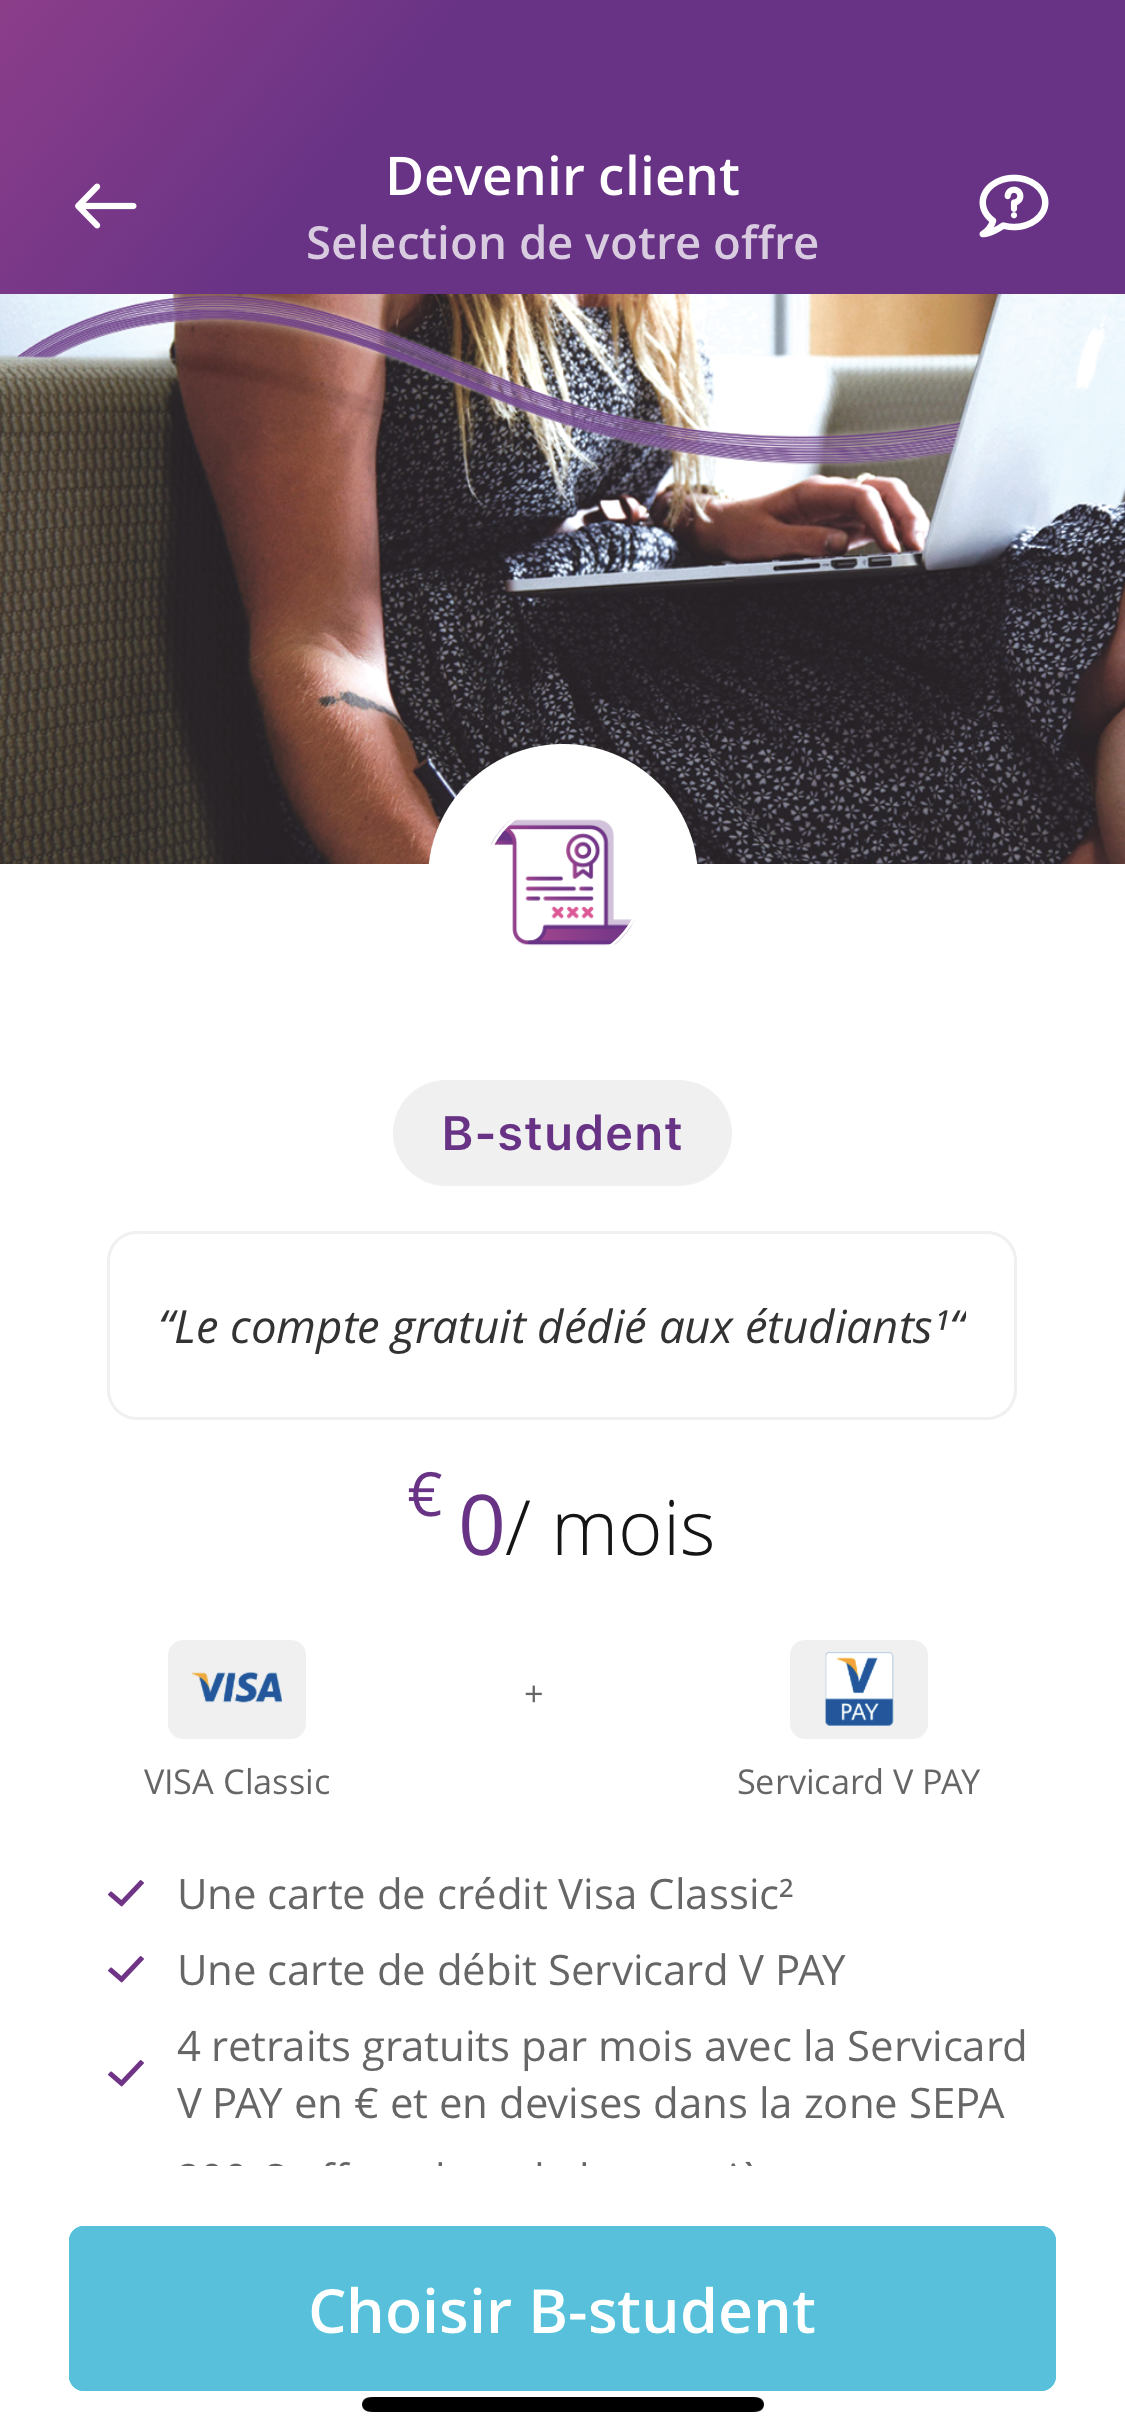 Devenir client
Selection de votre offre
B-student
“Le compte gratuit dédié aux étudiants¹“
€ 0/ mois
VISA
+
V
PAY
VISA Classic
Servicard V PAY
Une carte de crédit Visa Classic²
Une carte de débit Servicard V PAY
4 retraits gratuits par mois avec la Servicard
V PAY en € et en devises dans la zone SEPA
Choisir B-student